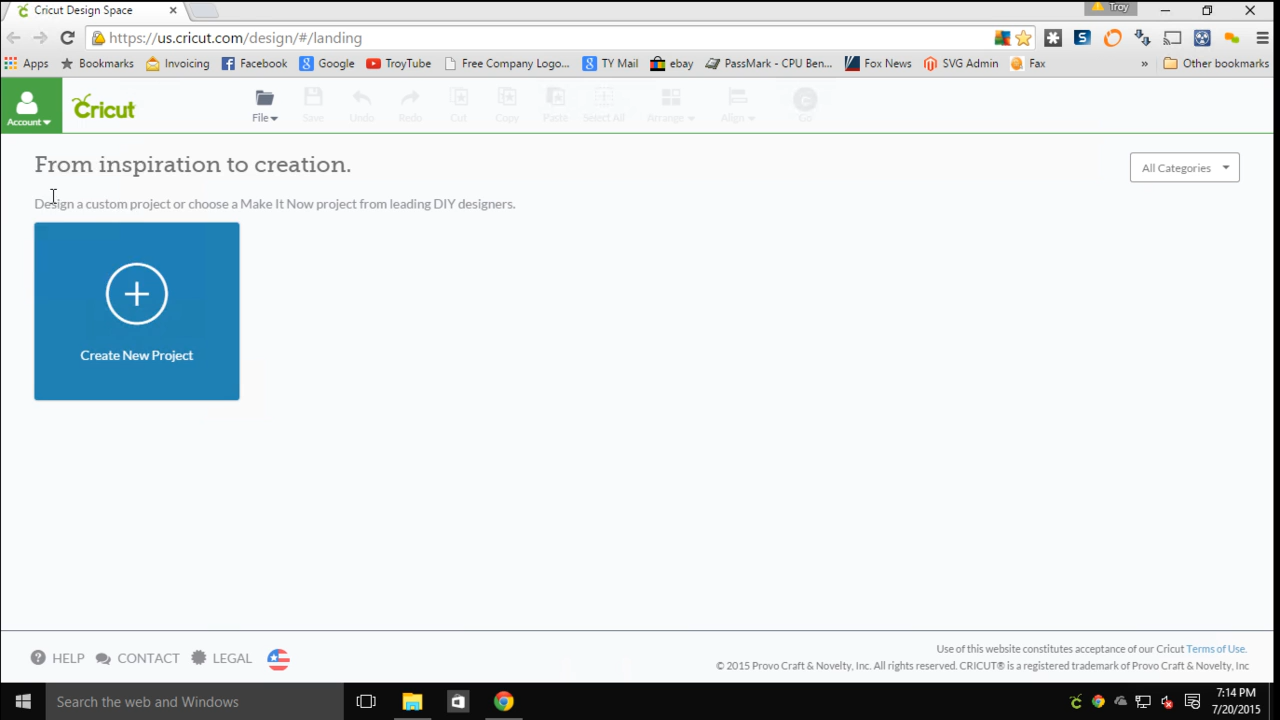 Cricut Design Space
Troy
https://us.cricut.com/design/#/landing
Apps Bookmarks Invoicing Facebook Google TroyTube Free Company Logo... TY Mail ebay PassMark - CPU Ben... Fox News SVG Admin Fax » Other bookmarks
Account
Cricut
File Save Undo Redo Cut Copy Paste Select All Arrange Align Go
From inspiration to creation.
All Categories
Design a custom project or choose a Make It Now project from leading DIY designers.
Create New Project
HELP CONTACT LEGAL
Use of this website constitutes acceptance of our Cricut Terms of Use.
© 2015 Provo Craft & Novelty, Inc. All rights reserved. CRICUT® is a registered trademark of Provo Craft & Novelty, Inc
Search the web and Windows
7:14 PM
7/20/2015